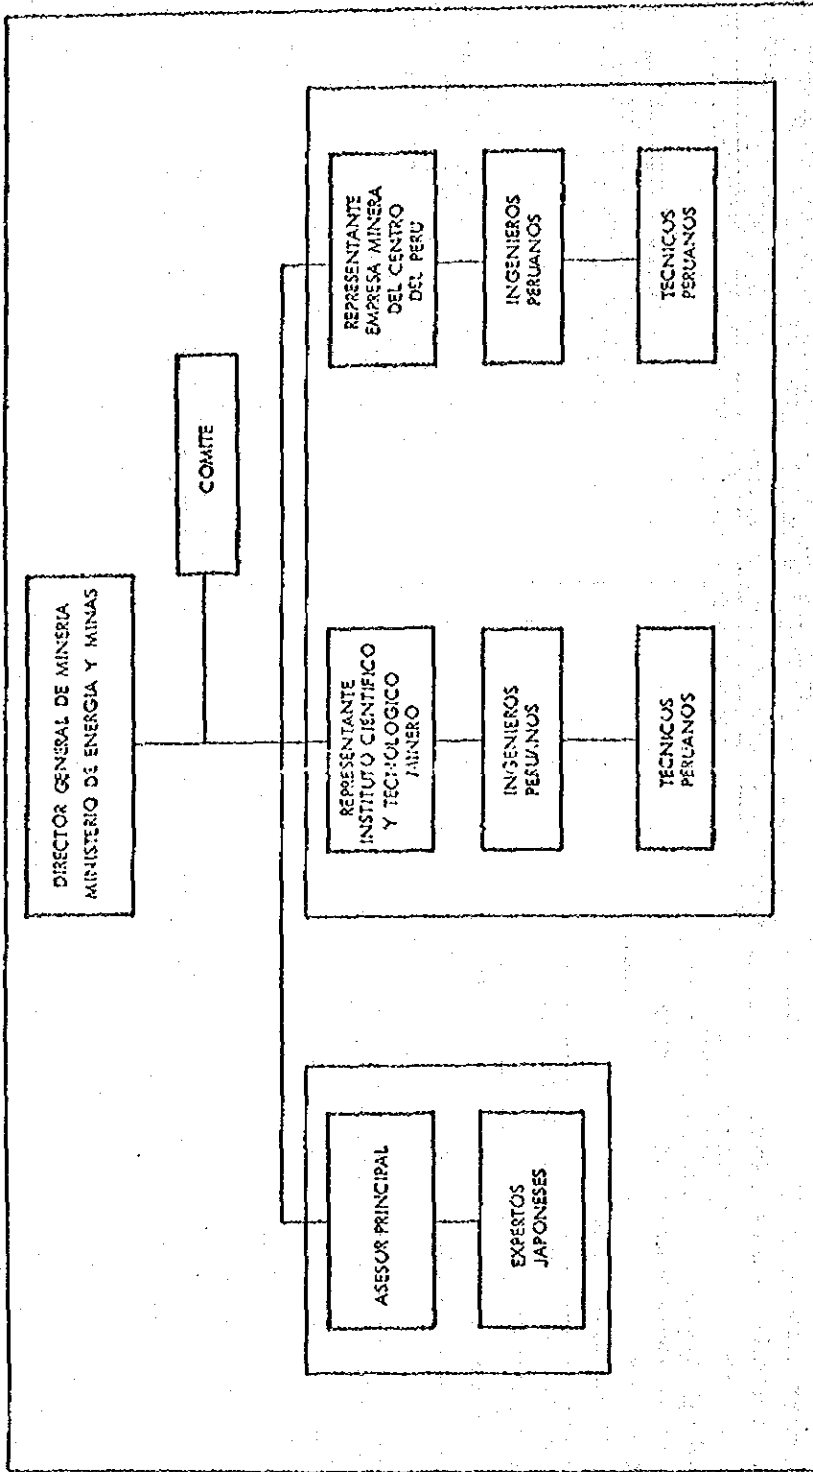 DIRECTOR GENERAL DE MINERIA
MINISTERIO DE ENERGIA Y MINAS
COMITE
ASESOR PRINCIPAL
EXPERTOS
JAPONESES
REPRESENTANTE
INSTITUTO CIENTIFICO
Y TECNOLOGICO
MINERO
INGENIEROS
PERUANOS
TECNICOS
PERUANOS
REPRESENTANTE
EMPRESA MINERA
DEL CENTRO
DEL PERU
INGENIEROS
PERUANOS
TECNICOS
PERUANOS